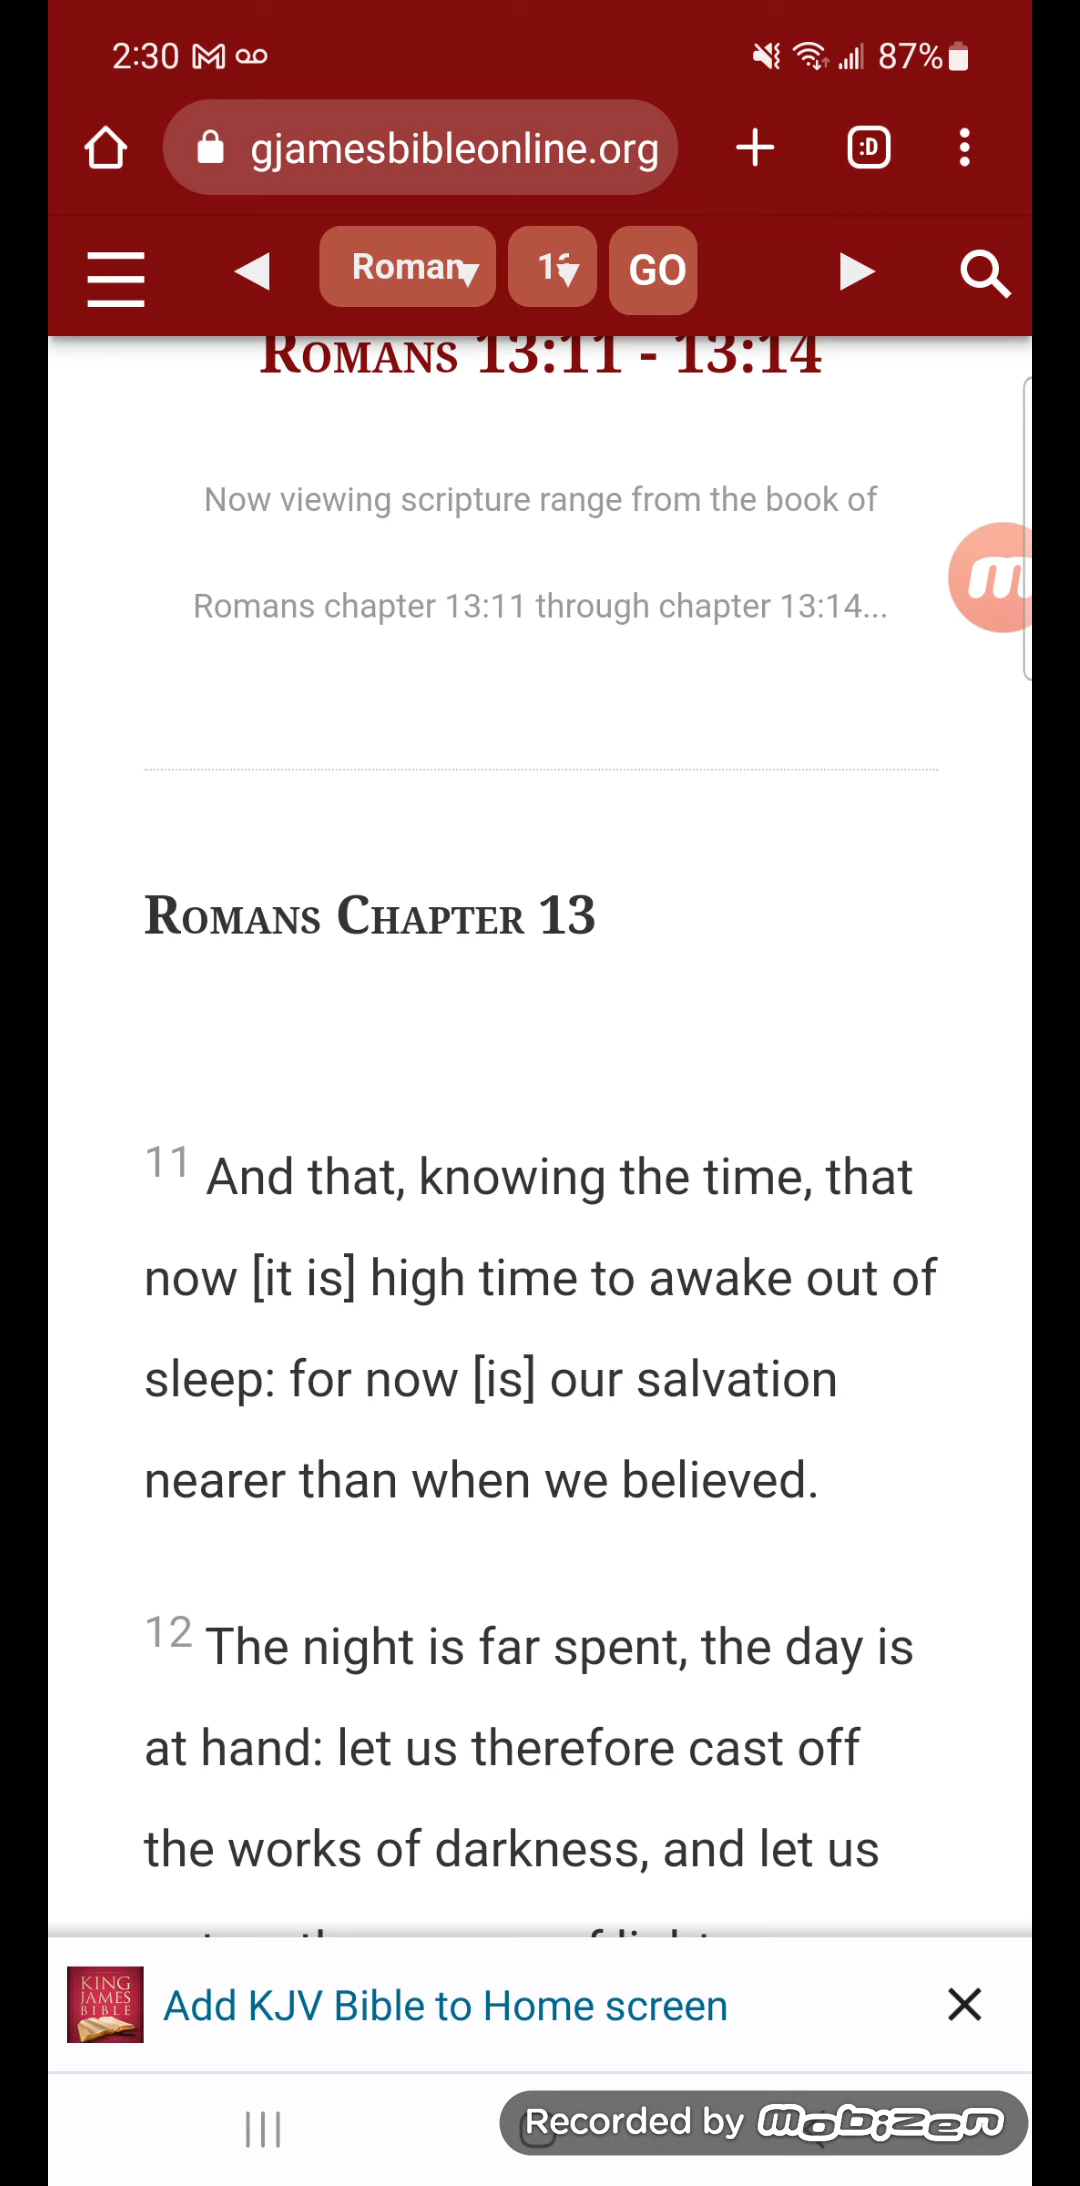 2:30
87%
gjamesbibleonline.org
:D
Roman
GO
Romans 13:11 - 13:14
Now viewing scripture range from the book of
Romans chapter 13:11 through chapter 13:14...
Romans Chapter 13
11 And that, knowing the time, that
now [it is] high time to awake out of
sleep: for now [is] our salvation
nearer than when we believed.
12 The night is far spent, the day is
at hand: let us therefore cast off
the works of darkness, and let us
KING
JAMES
BIBLE
Add KJV Bible to Home screen
Recorded by mobizen